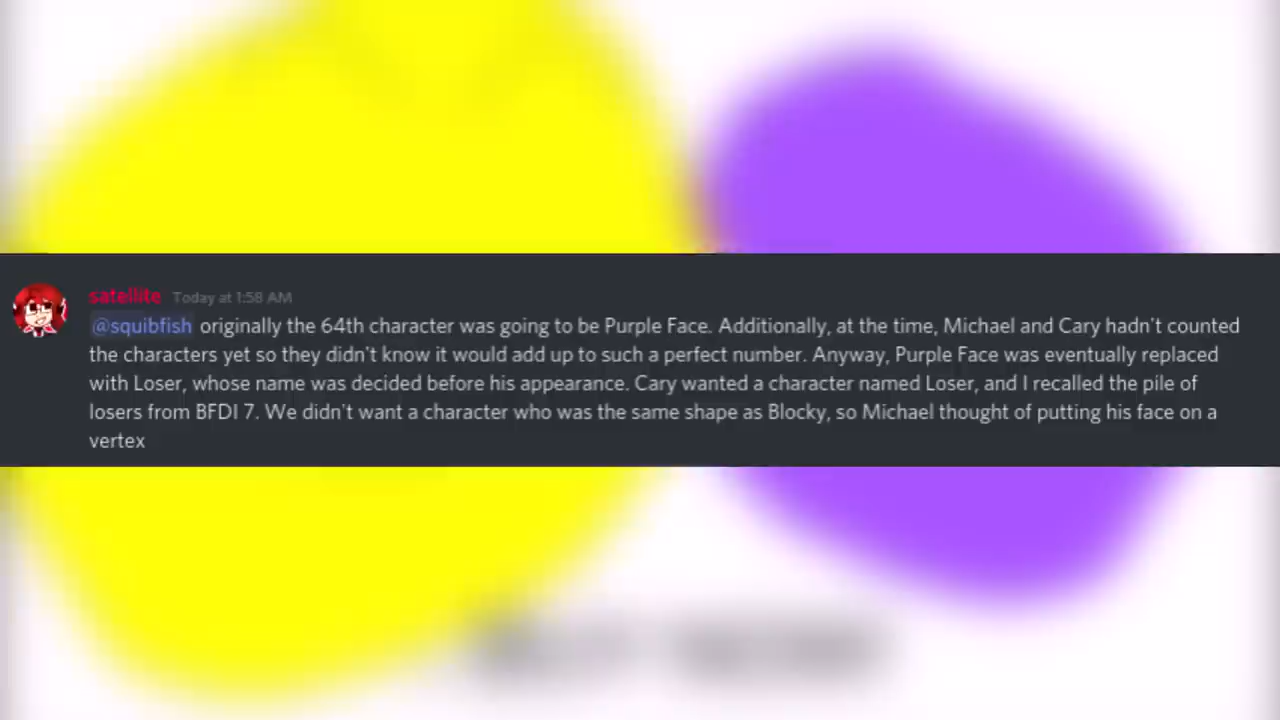 satellite Today at 1:58 AM
@squibfish originally the 64th character was going to be Purple Face. Additionally, at the time, Michael and Cary hadn't counted
the characters yet so they didn't know it would add up to such a perfect number. Anyway, Purple Face was eventually replaced
with Loser, whose name was decided before his appearance. Cary wanted a character named Loser, and I recalled the pile of
losers from BFDI 7. We didn't want a character who was the same shape as Blocky, so Michael thought of putting his face on a
vertex